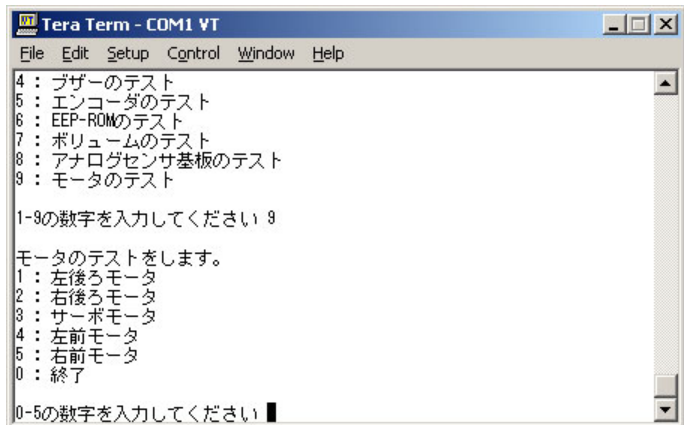 Tera Term - COM1 VT
File Edit Setup Control Window Help
4 : ブザーのテスト
5 : エンコーダのテスト
6 : EEP-ROMのテスト
7 : ボリュームのテスト
8 : アナログセンサ基板のテスト
9 : モータのテスト
1-9の数字を入力してください 9
モータのテストをします。
1 : 左後ろモータ
2 : 右後ろモータ
3 : サーボモータ
4 : 左前モータ
5 : 右前モータ
0 : 終了
0-5の数字を入力してください